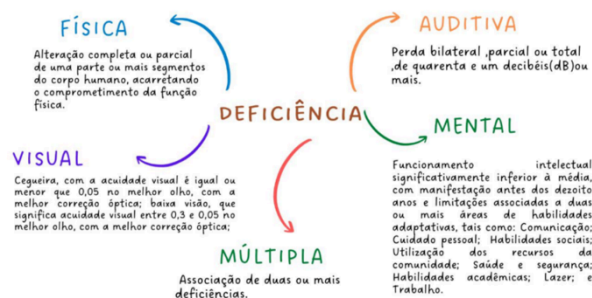 FÍSICA
Alteração completa ou parcial
de uma parte ou mais segmentos
do corpo humano, acarretando
o comprometimento da função
física.
AUDITIVA
Perda bilateral ,parcial ou total
,de quarenta e um decibéis(dB)ou
mais.
DEFICIÊNCIA
VISUAL
Cegueira, com a acuidade visual é igual ou
menor que 0,05 no melhor olho, com a
melhor correção óptica; baixa visão, que
significa acuidade visual entre 0,3 e 0,05 no
melhor olho, com a melhor correção óptica;
MENTAL
Funcionamento intelectual
significativamente inferior à média,
com manifestação antes dos dezoito
anos e limitações associadas a duas
ou mais áreas de habilidades
adaptativas, tais como: Comunicação;
Cuidado pessoal; Habilidades sociais;
Utilização dos recursos da
comunidade; Saúde e segurança;
Habilidades acadêmicas; Lazer; e
Trabalho.
MÚLTIPLA
Associação de duas ou mais
deficiências.